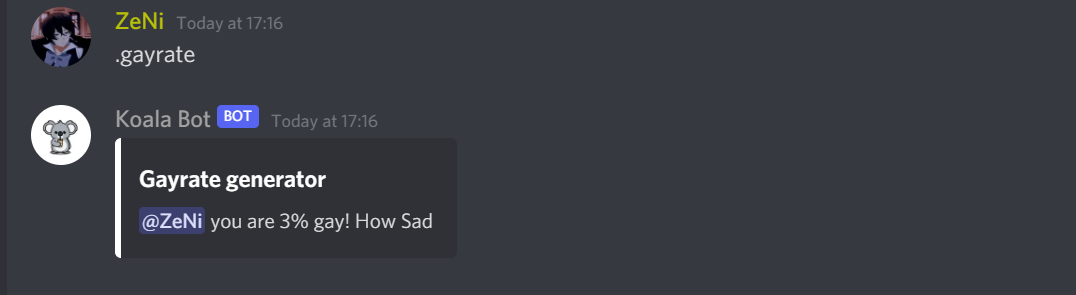 ZeNi Today at 17:16
.gayrate
Koala Bot BOT Today at 17:16
Gayrate generator
@ZeNi you are 3% gay! How Sad